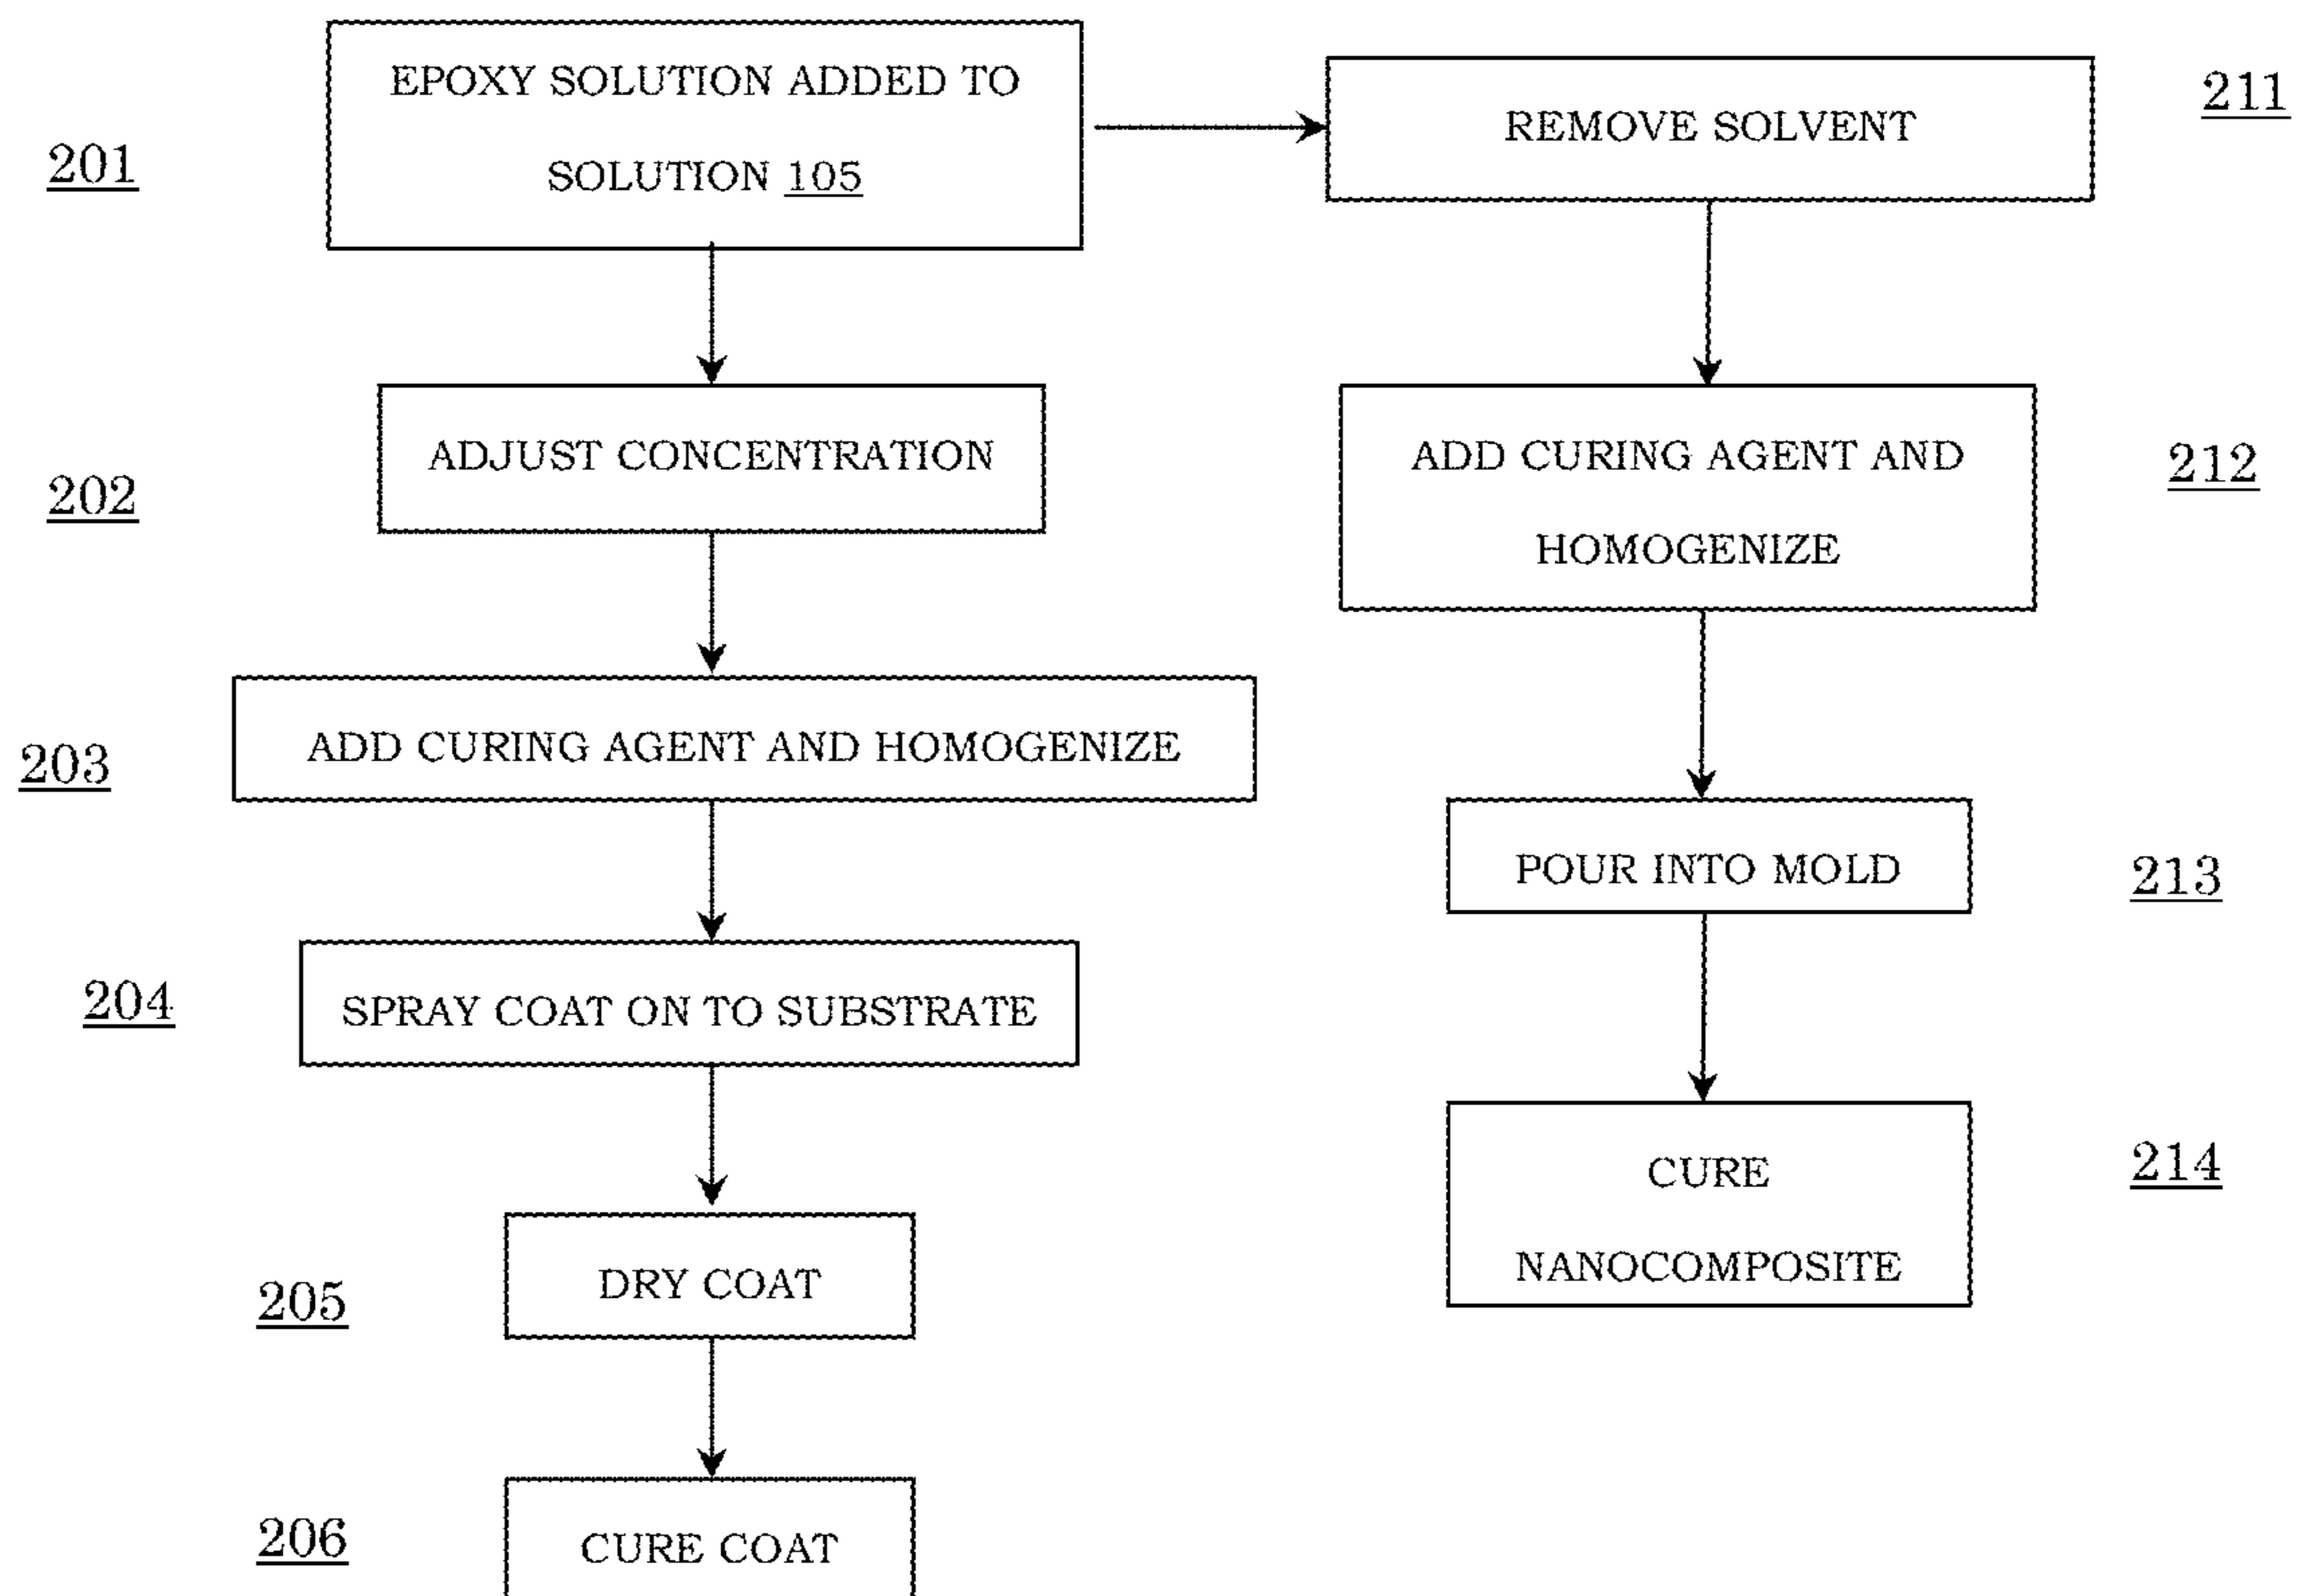 201
EPOXY SOLUTION ADDED TO
SOLUTION 105
REMOVE SOLVENT
211
202
ADJUST CONCENTRATION
ADD CURING AGENT AND
HOMOGENIZE
212
203
ADD CURING AGENT AND HOMOGENIZE
POUR INTO MOLD
213
204
SPRAY COAT ON TO SUBSTRATE
CURE
NANOCOMPOSITE
214
205
DRY COAT
206
CURE COAT